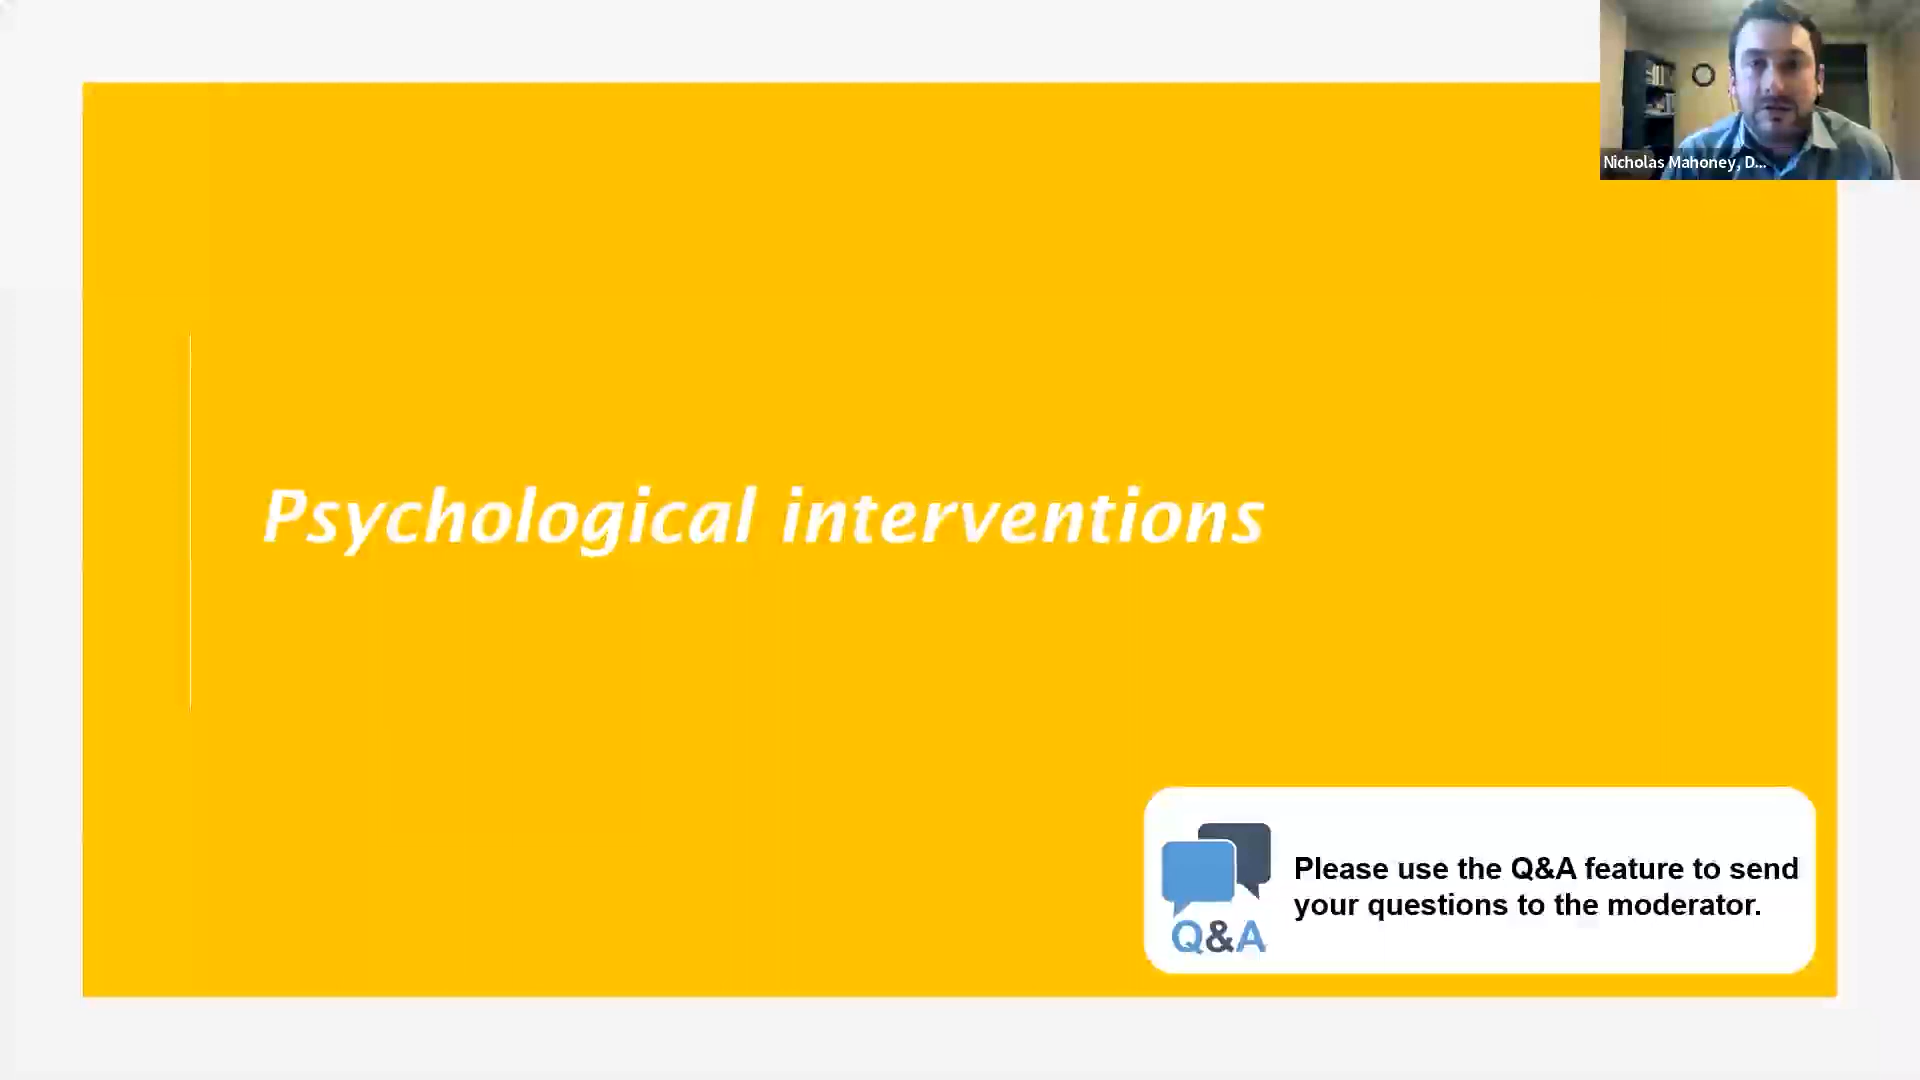 Nicholas Mahoney, D...
Psychological interventions
Please use the Q&A feature to send
your questions to the moderator.
Q&A